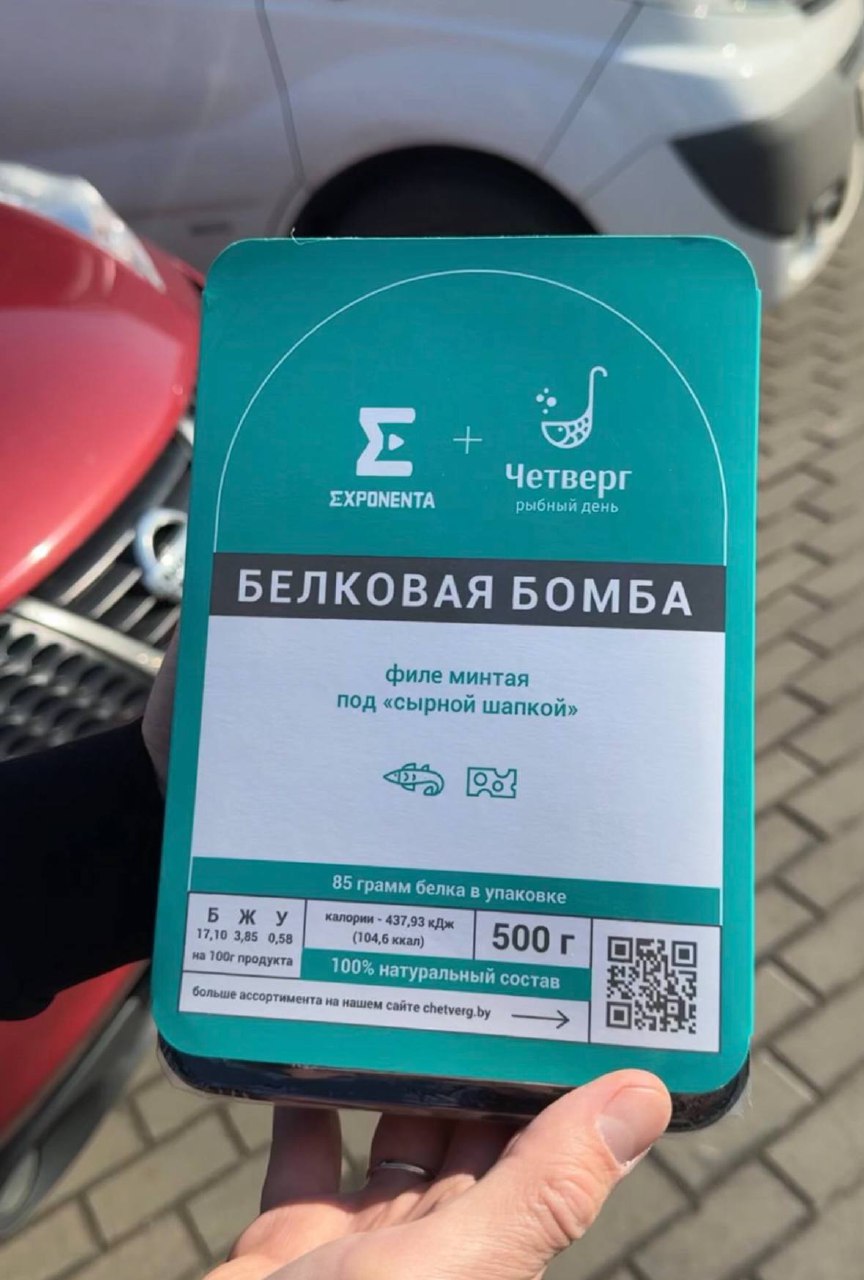 EXPONENTA
+
Четверг
рыбный день
БЕЛКОВАЯ БОМБА
филе минтая
под «сырной шапкой»
85 грамм белка в упаковке
Б Ж У
17,10 3,85 0,58
на 100г продукта
калории - 437,93 кДж
(104,6 ккал)
500 г
100% натуральный состав
больше ассортимента на нашем сайте chetverg.by